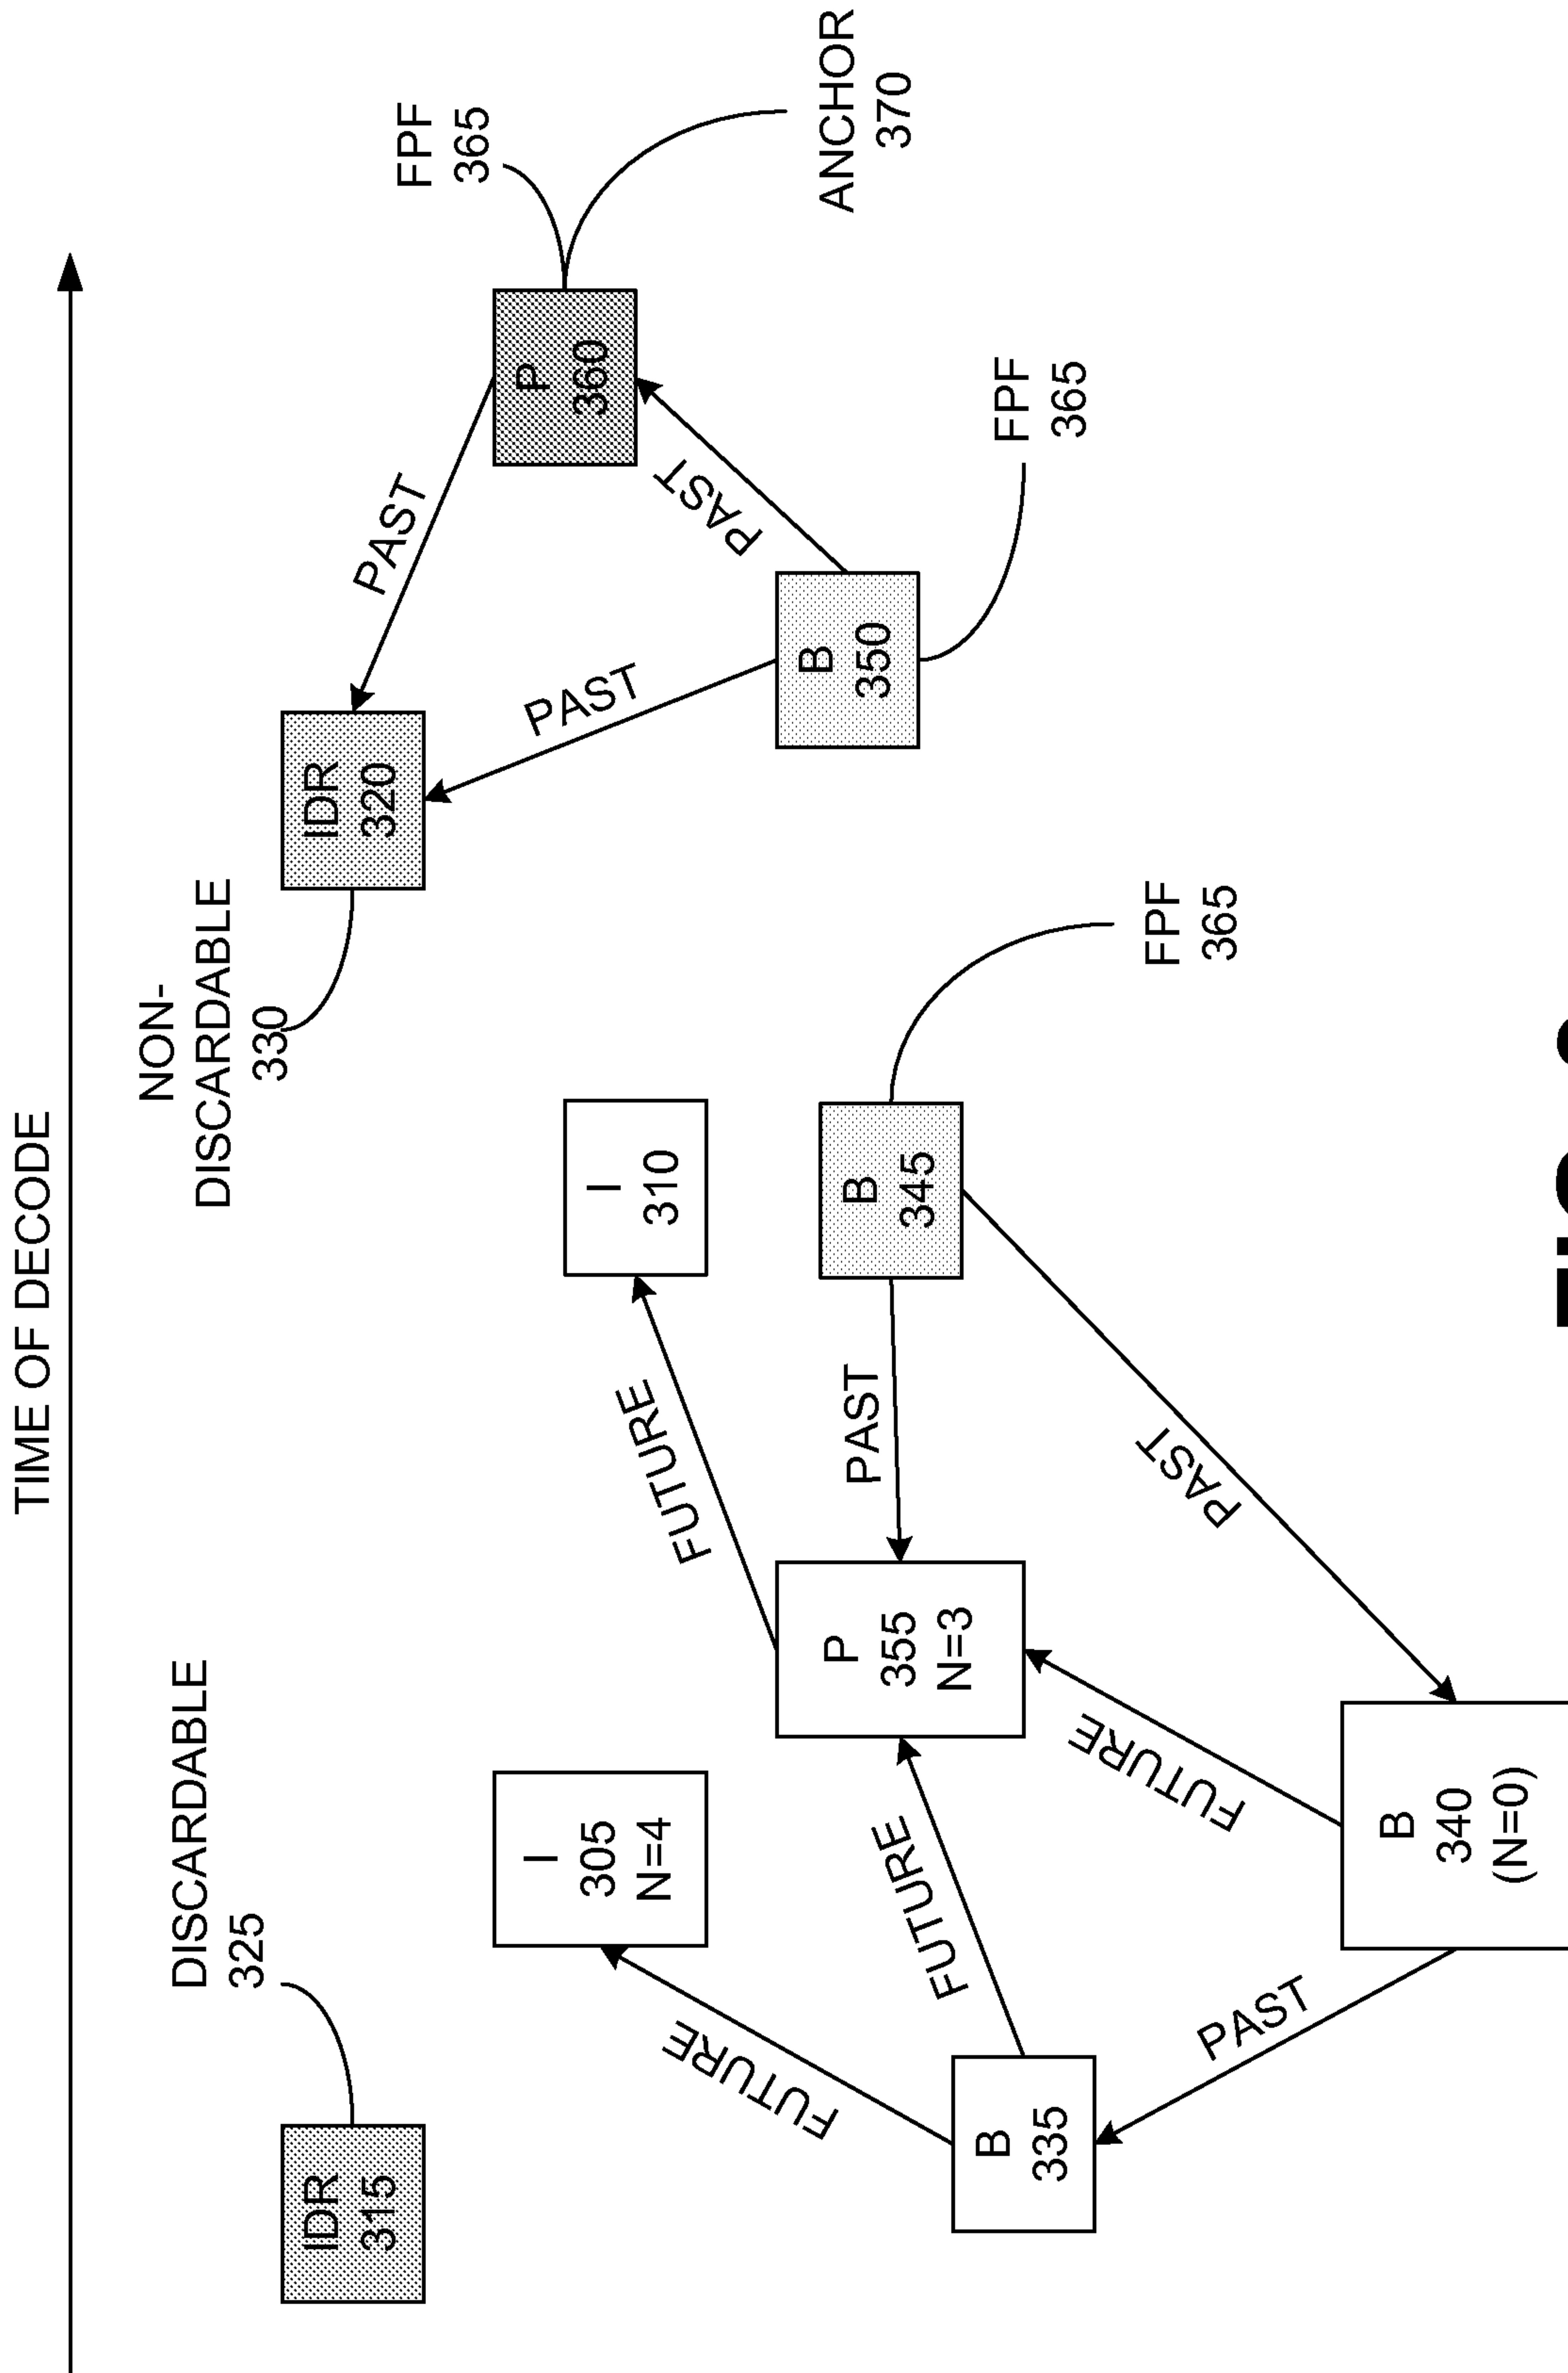 TIME OF DECODE
DISCARDABLE
325
NON-
DISCARDABLE
330
IDR
315
IDR
320
FPF
365
PAST
I
305
N=4
I
310
P
360
FUTURE
FUTURE
PAST
PAST
ANCHOR
370
B
335
FUTURE
P
355
N=3
PAST
B
345
B
350
FPF
365
PAST
FUTURE
PAST
FPF
365
B
340
(N=0)